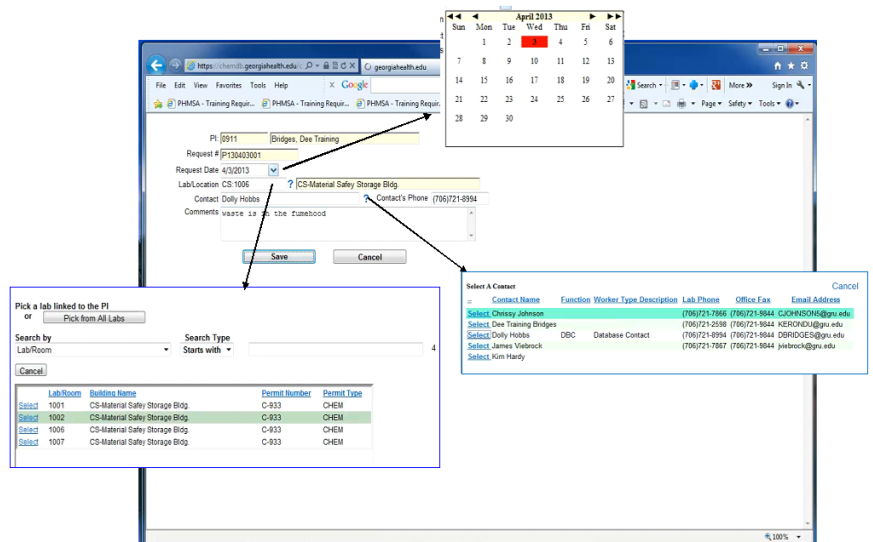 April 2013
Sun Mon Tue Wed Thu Fri Sat
1 2 3 4 5 6
7 8 9 10 11 12 13
14 15 16 17 18 19 20
21 22 23 24 25 26 27
28 29 30
https://chemdb.georgiahealth.edu georgiahealth.edu
File Edit View Favorites Tools Help x Google Search More >> Sign In
PHMSA - Training Requir... PHMSA - Training Requir... PHMSA - Training Requir. Page Safety Tools
PI: 0911 Bridges, Dee Training
Request # P130403001
Request Date 4/3/2013
Lab/Location CS:1006 ? CS-Material Safey Storage Bldg.
Contact Dolly Hobbs ? Contact's Phone (706)721-8994
Comments waste is in the fumehood
Save Cancel
Select A Contact Cancel
Contact Name Function Worker Type Description Lab Phone Office Fax Email Address
Select Chrissy Johnson (706)721-7866 (706)721-9844 CJOHNSON5@gru.edu
Select Dee Training Bridges (706)721-2598 (706)721-9844 KERONDU@gru.edu
Select Dolly Hobbs DBC Database Contact (706)721-8994 (706)721-9844 DBRIDGES@gru.edu
Select James Viebrock (706)721-7867 (706)721-9844 jviebrock@gru.edu
Select Kim Hardy
Pick a lab linked to the PI
or Pick from All Labs
Search by Search Type
Lab/Room Starts with 4
Cancel
Lab/Room Building Name Permit Number Permit Type
Select 1001 CS-Material Safey Storage Bldg. C-933 CHEM
Select 1002 CS-Material Safey Storage Bldg. C-933 CHEM
Select 1006 CS-Material Safey Storage Bldg. C-933 CHEM
Select 1007 CS-Material Safey Storage Bldg. C-933 CHEM
100%